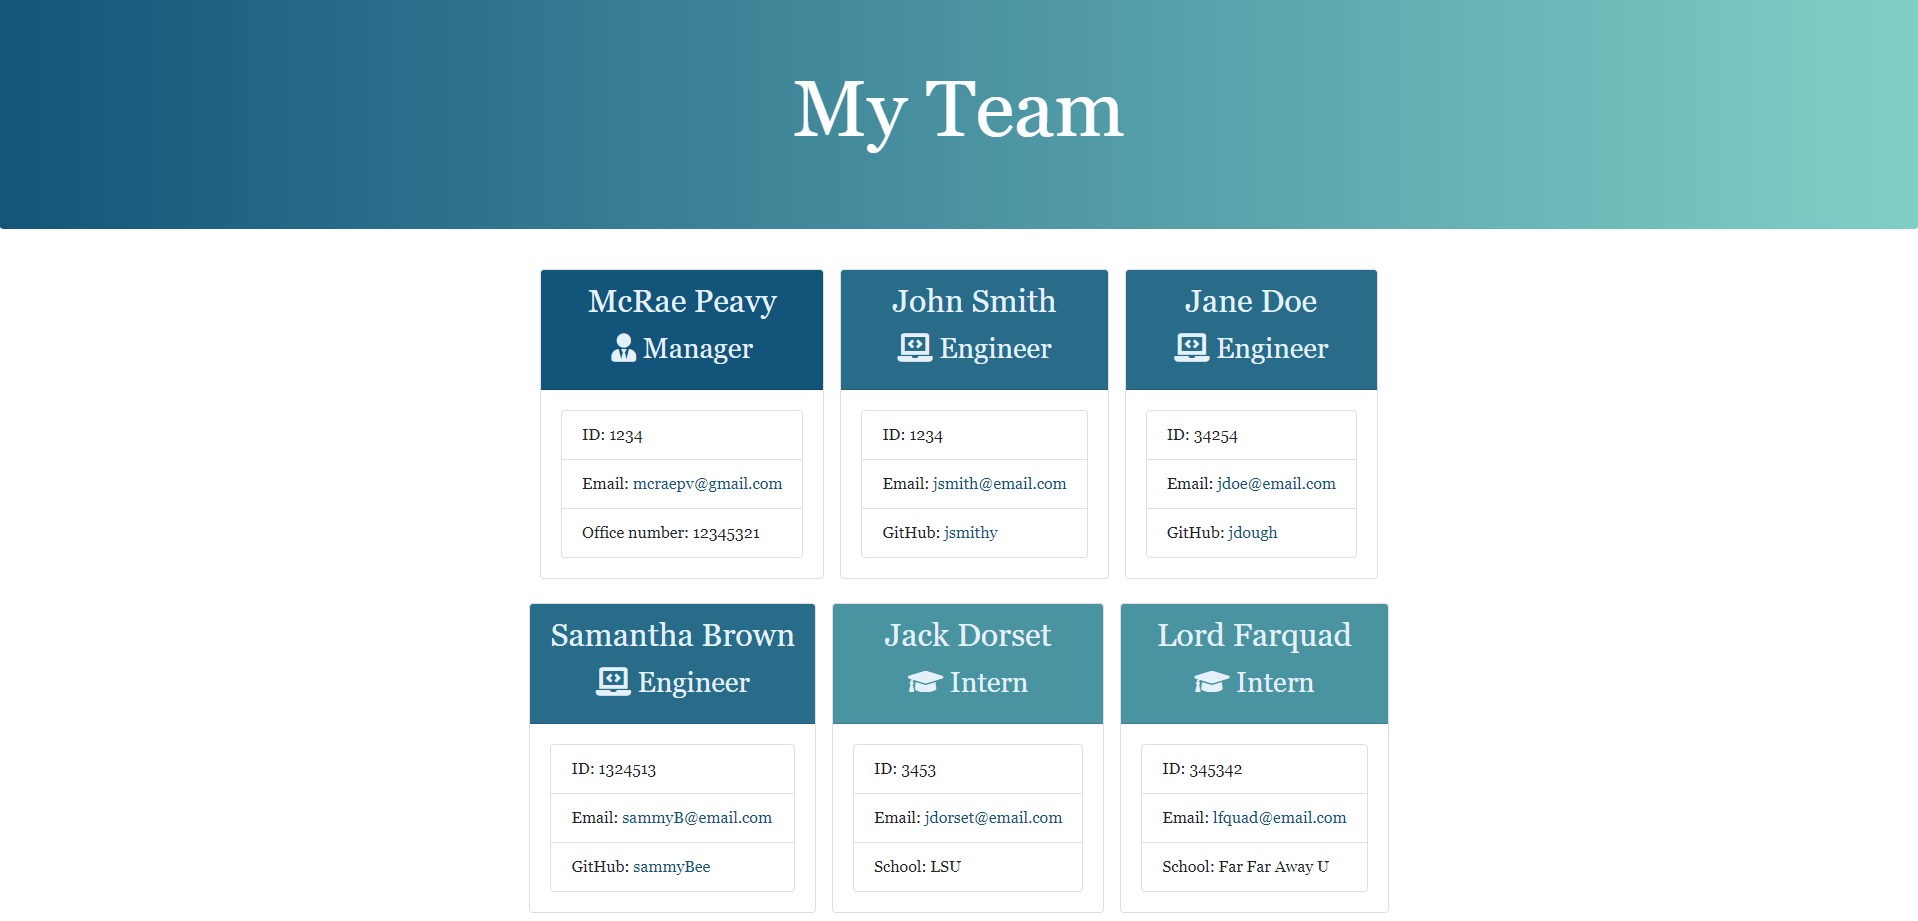 My Team
McRae Peavy
Manager
ID: 1234
Email: mcraepv@gmail.com
Office number: 12345321
John Smith
Engineer
ID: 1234
Email: jsmith@email.com
GitHub: jsmithy
Jane Doe
Engineer
ID: 34254
Email: jdoe@email.com
GitHub: jdough
Samantha Brown
Engineer
ID: 1324513
Email: sammyB@email.com
GitHub: sammyBee
Jack Dorset
Intern
ID: 3453
Email: jdorset@email.com
School: LSU
Lord Farquad
Intern
ID: 345342
Email: lfquad@email.com
School: Far Far Away U